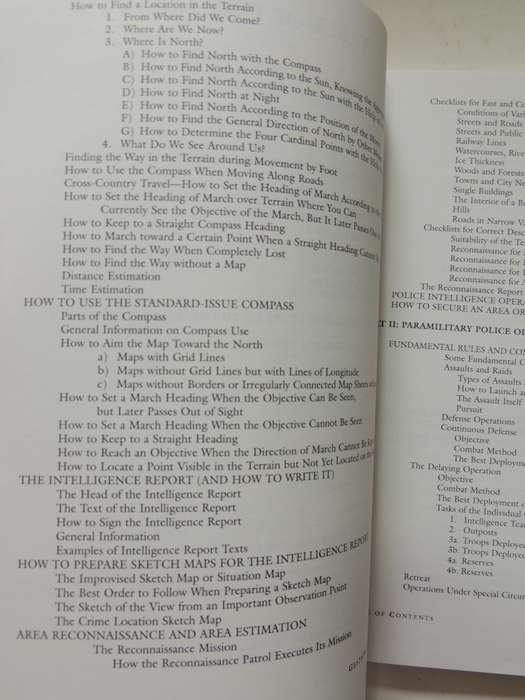 How to Find a Location in the Terrain
1. From Where Did We Come?
2. Where Are We Now?
3. Where Is North?
A) How to Find North with the Compass
B) How to Find North According to the Sun, Knowing the
C) How to Find North According to the Sun with the Help of
D) How to Find North at Night
E) How to Find North According to the Position of the Moon
F) How to Find the General Direction of North by Other Means
G) How to Determine the Four Cardinal Points with the
4. What Do We See Around Us?
Finding the Way in the Terrain during Movement by Foot
How to Use the Compass When Moving Along Roads
Cross-Country Travel—How to Set the Heading of March According to the
How to Set the Heading of March over Terrain Where You Can
Currently See the Objective of the March, But It Later Passes Out of
How to Keep to a Straight Compass Heading
How to March toward a Certain Point When a Straight Heading Cannot
How to Find the Way When Completely Lost
How to Find the Way without a Map
Distance Estimation
Time Estimation
HOW TO USE THE STANDARD-ISSUE COMPASS
Parts of the Compass
General Information on Compass Use
How to Aim the Map Toward the North
a) Maps with Grid Lines
b) Maps without Grid Lines but with Lines of Longitude
c) Maps without Borders or Irregularly Connected Map Sheets
How to Set a March Heading When the Objective Can Be Seen,
but Later Passes Out of Sight
How to Set a March Heading When the Objective Cannot Be Seen
How to Keep to a Straight Heading
How to Reach an Objective When the Direction of March Cannot Be
How to Locate a Point Visible in the Terrain but Not Yet Located on the
THE INTELLIGENCE REPORT (AND HOW TO WRITE IT)
The Head of the Intelligence Report
The Text of the Intelligence Report
How to Sign the Intelligence Report
General Information
Examples of Intelligence Report Texts
HOW TO PREPARE SKETCH MAPS FOR THE INTELLIGENCE REPORT
The Improvised Sketch Map or Situation Map
The Best Order to Follow When Preparing a Sketch Map
The Sketch of the View from an Important Observation Point
The Crime Location Sketch Map
AREA RECONNAISSANCE AND AREA ESTIMATION
The Reconnaissance Mission
How the Reconnaissance Patrol Executes Its Mission
Checklists for Fast and
Conditions of
Streets and Roads
Streets and Public
Railway Lines
Watercourses,
Ice Thickness
Woods and Forests
Towns and City
Single Buildings
The Interior of a
Hills
Roads in Narrow
Checklists for Correct
Suitability of the
Reconnaissance for
Reconnaissance for
Reconnaissance for
Reconnaissance for
The Reconnaissance Report
POLICE INTELLIGENCE
HOW TO SECURE AN AREA OR
II: PARAMILITARY POLICE
FUNDAMENTAL RULES AND
Some Fundamental
Assaults and Raids
Types of Assaults
How to Launch
The Assault Itself
Pursuit
Defense Operations
Continuous Defense
Objective
Combat Method
The Best
The Delaying Operation
Objective
Combat Method
The Best Deployment
Tasks of the Individual
1. Intelligence
2. Outposts
3a. Troops
3b. Troops
4a. Reserves
4b. Reserves
Retreat
Operations Under Special
OF CONTENTS